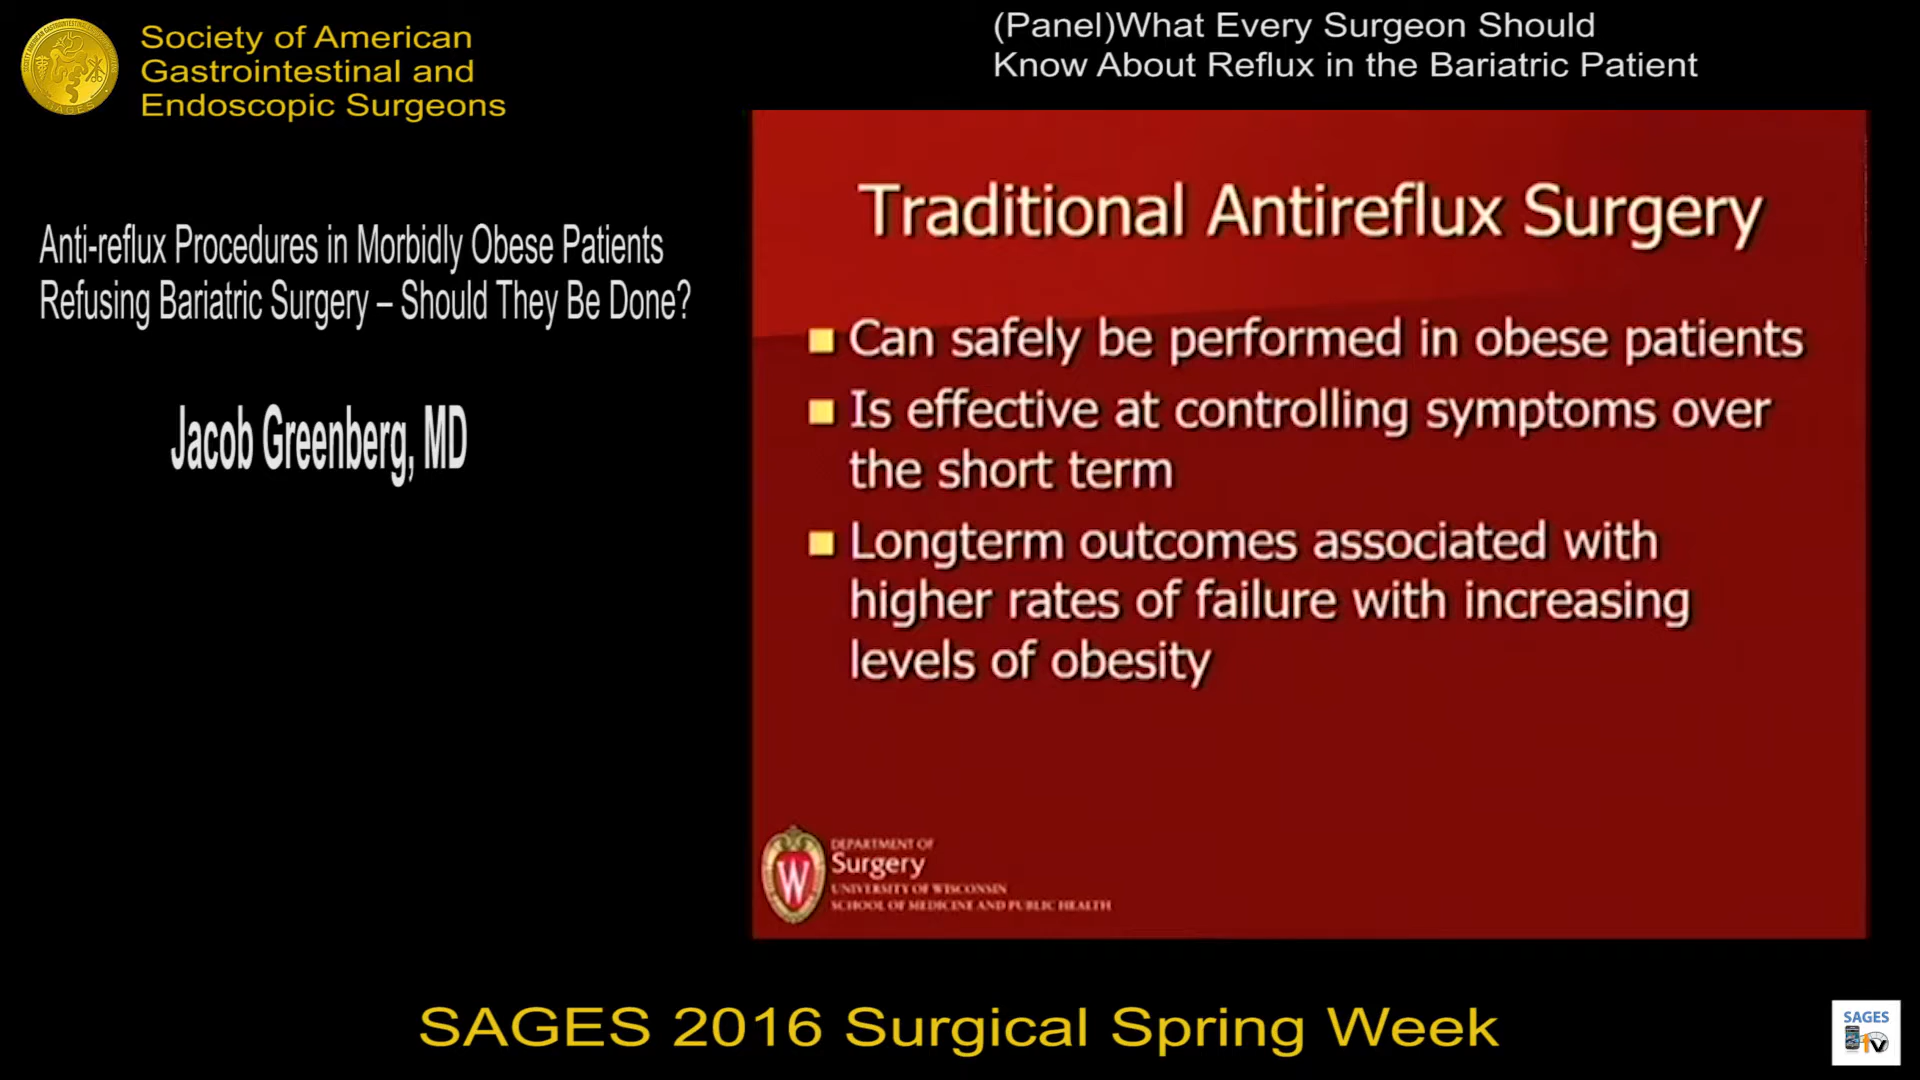 Society of American
Gastrointestinal and
Endoscopic Surgeons
(Panel)What Every Surgeon Should
Know About Reflux in the Bariatric Patient
Anti-reflux Procedures in Morbidly Obese Patients
Refusing Bariatric Surgery – Should They Be Done?
Jacob Greenberg, MD
Traditional Antireflux Surgery
Can safely be performed in obese patients
Is effective at controlling symptoms over
the short term
Longterm outcomes associated with
higher rates of failure with increasing
levels of obesity
W
DEPARTMENT OF
Surgery
UNIVERSITY OF WISCONSIN
SCHOOL OF MEDICINE AND PUBLIC HEALTH
SAGES 2016 Surgical Spring Week
SAGES
TV